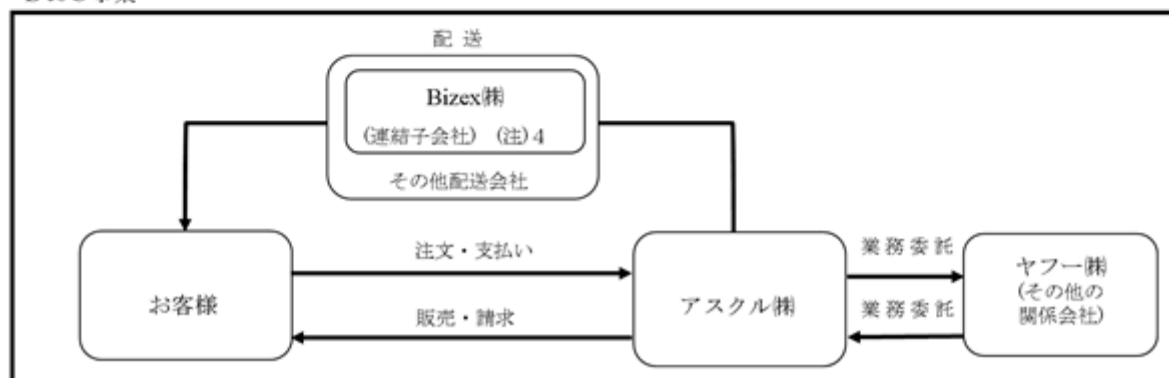 配 送
Bizex㈱
(連結子会社) (注)4
その他配送会社
注文・支払い
業 務 委 託
ヤフー㈱
(その他の
関係会社)
お客様
アスクル㈱
販売・請求
業 務 委 託